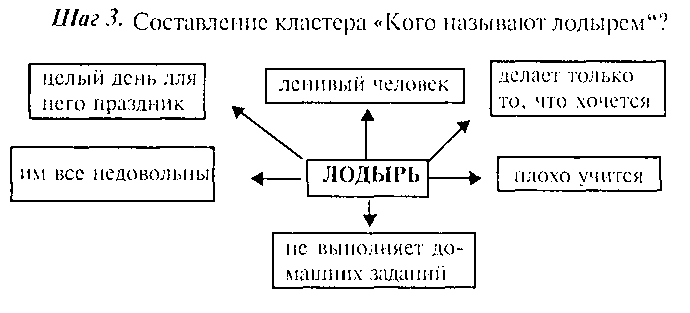 Шаг 3. Составление кластера «Кого называют лодырем“?
целый день для
него праздник
ленивый человек
делает только
то, что хочется
им все недовольны
ЛОДЫРЬ
плохо учится
не выполняет до-
машних заданий